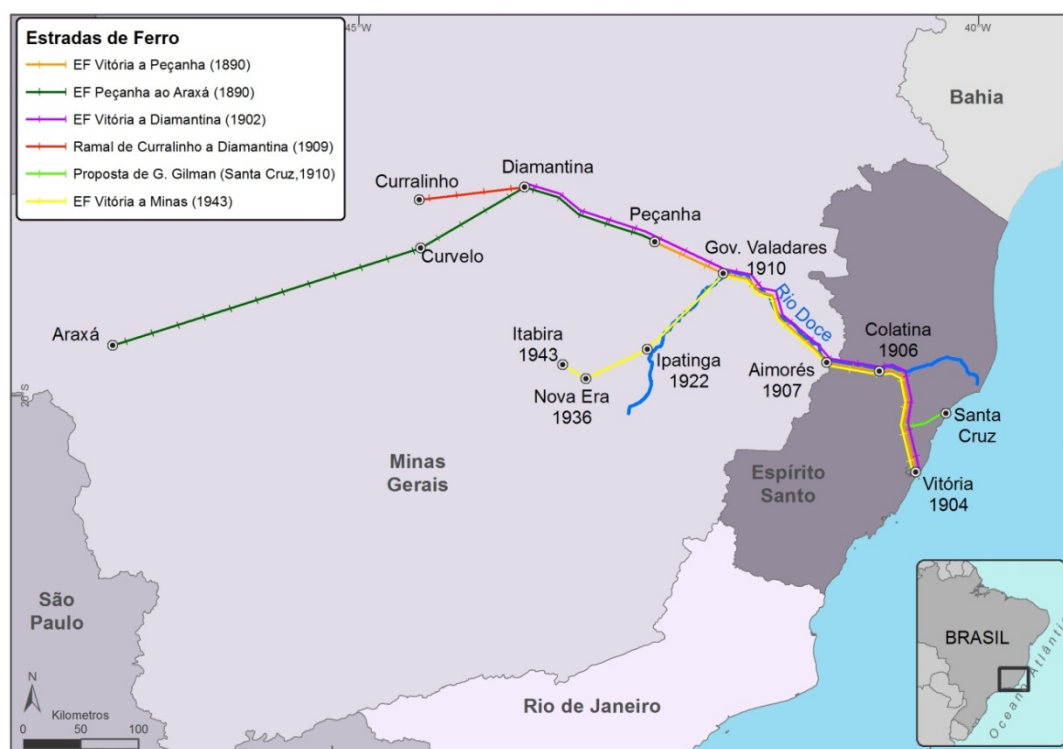 45°W
40°W
Estradas de Ferro
EF Vitória a Peçanha (1890)
EF Peçanha ao Araxá (1890)
EF Vitória a Diamantina (1902)
Ramal de Curralinho a Diamantina (1909)
Proposta de G. Gilman (Santa Cruz,1910)
EF Vitória a Minas (1943)
Bahia
Diamantina
Curralinho
Peçanha
Curvelo
Gov. Valadares
1910
Rio Doce
Araxá
Itabira
1943
Ipatinga
1922
Nova Era
1936
Colatina
1906
Aimorés
1907
20°S
Santa
Cruz
Minas
Gerais
Espírito
Santo
Vitória
1904
São
Paulo
Rio de Janeiro
N
Kilometros
0 50 100
BRASIL
Oceano Atlántico